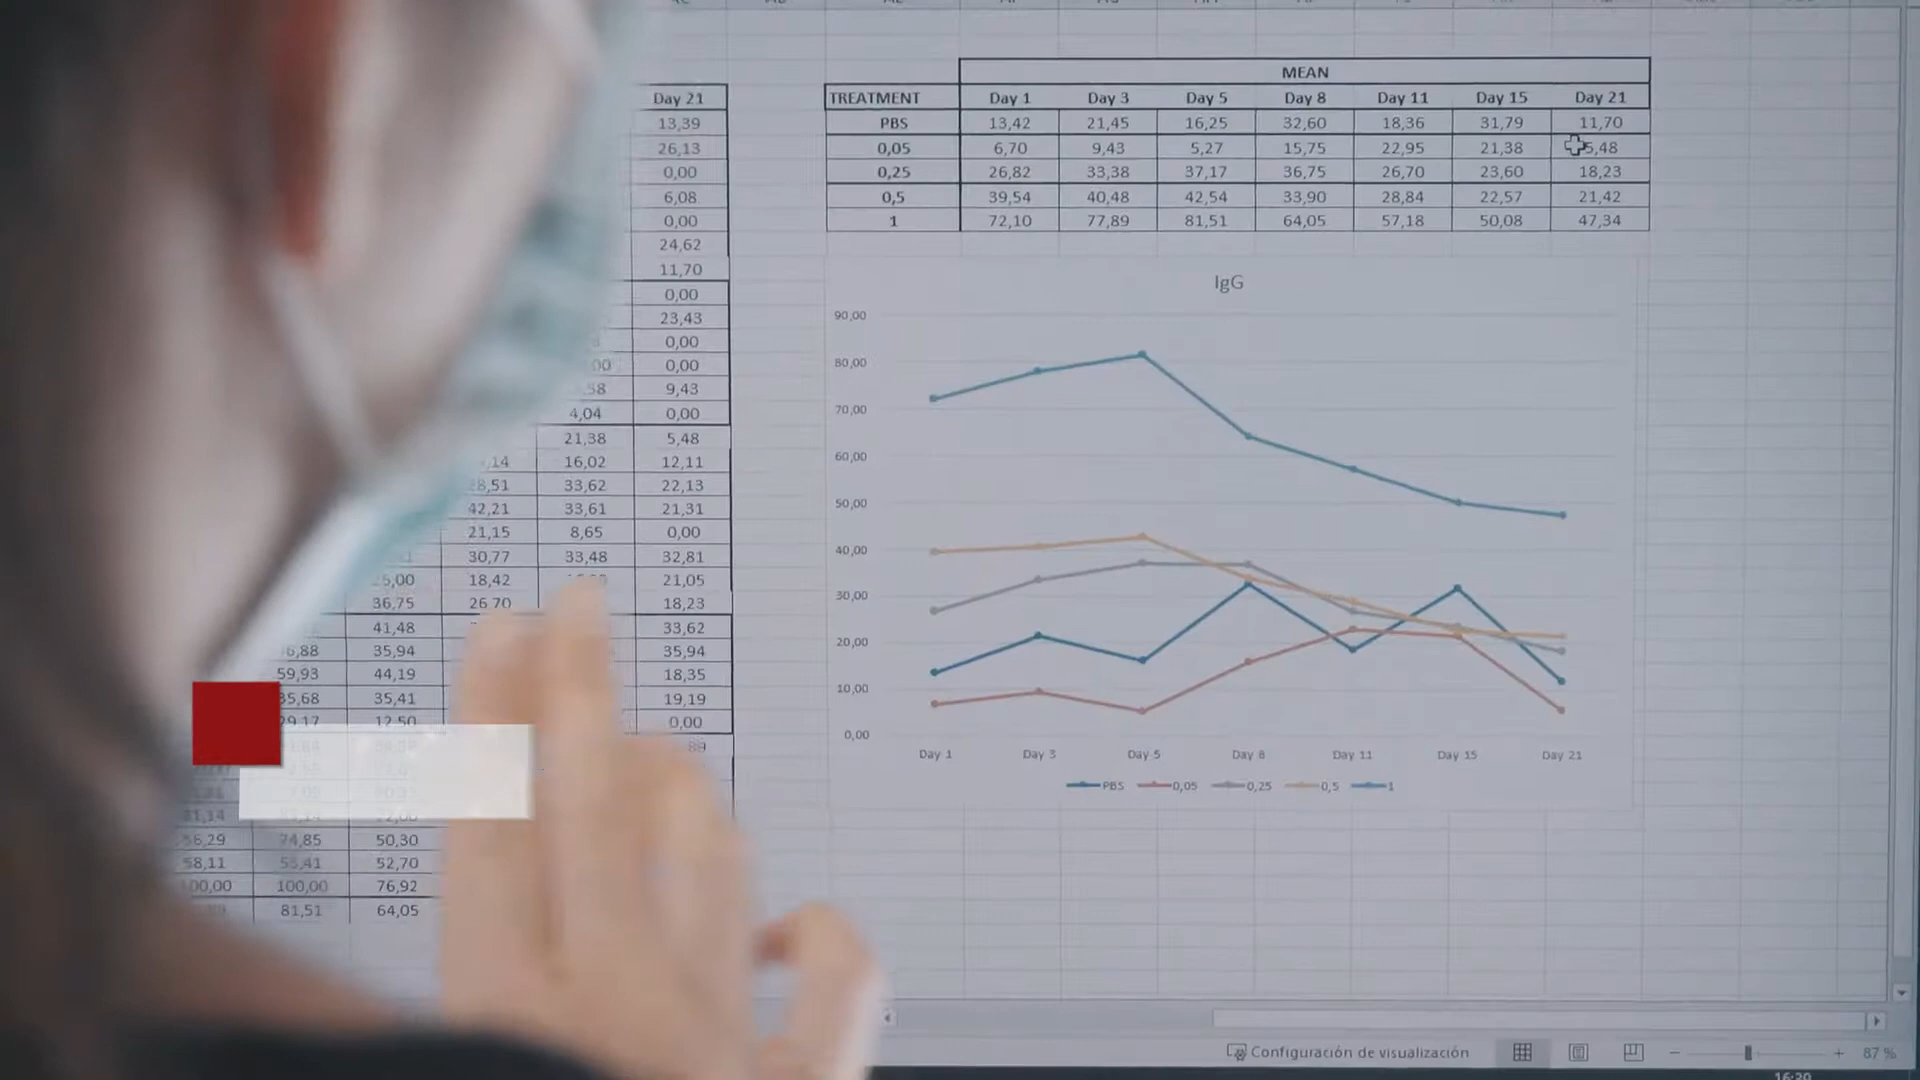 MEAN
Day 21 TREATMENT Day 1 Day 3 Day 5 Day 8 Day 11 Day 15 Day 21
13,39 PBS 13,42 21,45 16,25 32,60 18,36 31,79 11,70
26,13 0,05 6,70 9,43 5,27 15,75 22,95 21,38 5,48
0,00 0,25 26,82 33,38 37,17 36,75 26,70 23,60 18,23
6,08 0,5 39,54 40,48 42,54 33,90 28,84 22,57 21,42
0,00 1 72,10 77,89 81,51 64,05 57,18 50,08 47,34
24,62
11,70
0,00
23,43
0,00
0,00
9,43
4,04 0,00
21,38 5,48
16,02 12,11
33,62 22,13
42,21 33,61 21,31
21,15 8,65 0,00
30,77 33,48 32,81
18,42 21,05
36,75 26,70 18,23
41,48 33,62
35,94 35,94
59,93 44,19 18,35
35,68 35,41 19,19
29,17 12,50 0,00
56,29 74,85 50,30
58,11 55,41 52,70
100,00 100,00 76,92
81,51 64,05
IgG
90,00
80,00
70,00
60,00
50,00
40,00
30,00
20,00
10,00
0,00
Day 1 Day 3 Day 5 Day 8 Day 11 Day 15 Day 21
PBS 0,05 0,25 0,5 1
Configuración de visualización 87 %
16:20